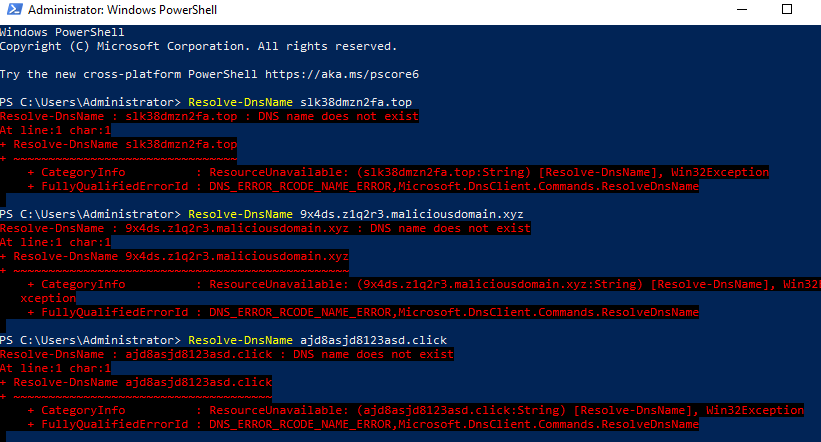 Administrator: Windows PowerShell
Windows PowerShell
Copyright (C) Microsoft Corporation. All rights reserved.
Try the new cross-platform PowerShell https://aka.ms/pscore6
PS C:\Users\Administrator> Resolve-DnsName slk38dmzn2fa.top
Resolve-DnsName : slk38dmzn2fa.top : DNS name does not exist
At line:1 char:1
+ Resolve-DnsName slk38dmzn2fa.top
+ ~~~~~~~~~~~~~~~~~~~~~~~~~~~~~~~~
+ CategoryInfo : ResourceUnavailable: (slk38dmzn2fa.top:String) [Resolve-DnsName], Win32Exception
+ FullyQualifiedErrorId : DNS_ERROR_RCODE_NAME_ERROR,Microsoft.DnsClient.Commands.ResolveDnsName
PS C:\Users\Administrator> Resolve-DnsName 9x4ds.z1q2r3.maliciousdomain.xyz
Resolve-DnsName : 9x4ds.z1q2r3.maliciousdomain.xyz : DNS name does not exist
At line:1 char:1
+ Resolve-DnsName 9x4ds.z1q2r3.maliciousdomain.xyz
+ ~~~~~~~~~~~~~~~~~~~~~~~~~~~~~~~~~~~~~~~~~~~~~~~~
+ CategoryInfo : ResourceUnavailable: (9x4ds.z1q2r3.maliciousdomain.xyz:String) [Resolve-DnsName], Win32E
xception
+ FullyQualifiedErrorId : DNS_ERROR_RCODE_NAME_ERROR,Microsoft.DnsClient.Commands.ResolveDnsName
PS C:\Users\Administrator> Resolve-DnsName ajd8asjd8123asd.click
Resolve-DnsName : ajd8asjd8123asd.click : DNS name does not exist
At line:1 char:1
+ Resolve-DnsName ajd8asjd8123asd.click
+ ~~~~~~~~~~~~~~~~~~~~~~~~~~~~~~~~~~~~~
+ CategoryInfo : ResourceUnavailable: (ajd8asjd8123asd.click:String) [Resolve-DnsName], Win32Exception
+ FullyQualifiedErrorId : DNS_ERROR_RCODE_NAME_ERROR,Microsoft.DnsClient.Commands.ResolveDnsName